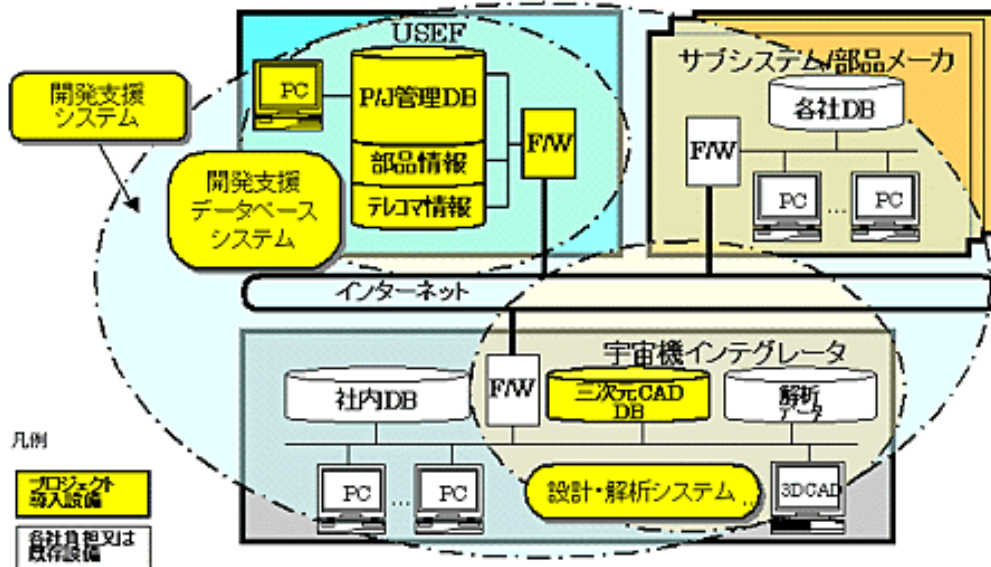 USEF
PC
P/J管理DB
部品情報
テレコマ情報
F/W
開発支援
システム
開発支援
データベース
システム
サブシステム/部品メーカ
各社DB
F/W
PC
...
PC
インターネット
宇宙機インテグレータ
社内DB
F/W
三次元CAD
DB
解析
データ
PC
...
PC
設計・解析システム
...
3DCAD
凡例
プロジェクト
導入設備
各社負担又は
既存設備